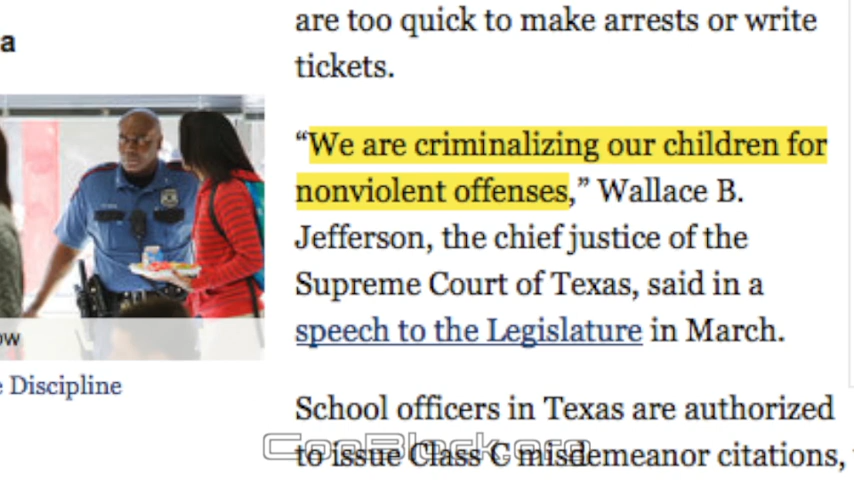 a
ow
e Discipline
are too quick to make arrests or write
tickets.
“We are criminalizing our children for
nonviolent offenses,” Wallace B.
Jefferson, the chief justice of the
Supreme Court of Texas, said in a
speech to the Legislature in March.
School officers in Texas are authorized
to issue Class C misdemeanor citations,
CopBlock.org